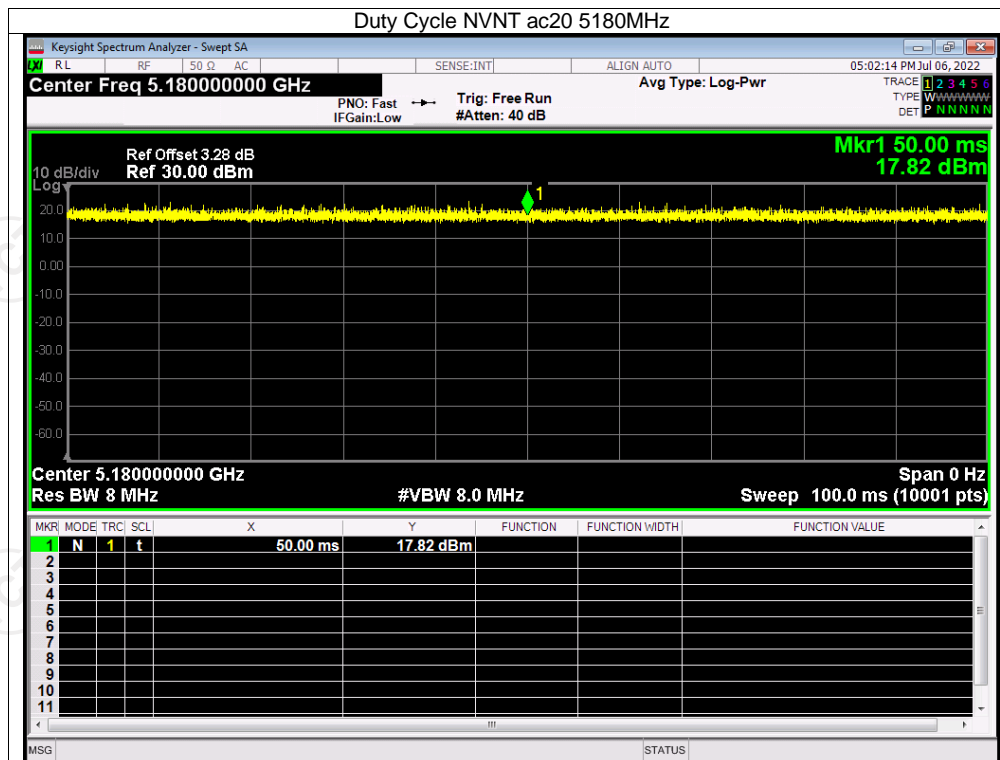 Duty Cycle NVNT ac20 5180MHz
Keysight Spectrum Analyzer - Swept SA
LXI RL RF 50 Ω AC SENSE:INT ALIGN AUTO 05:02:14 PM Jul 06, 2022
Center Freq 5.180000000 GHz Avg Type: Log-Pwr TRACE 1 2 3 4 5 6
PNO: Fast Trig: Free Run TYPE WWWWWW
IFGain:Low #Atten: 40 dB DET P N N N N N
Ref Offset 3.28 dB Mkr1 50.00 ms
10 dB/div Ref 30.00 dBm 17.82 dBm
Log
1
20.0
10.0
0.00
-10.0
-20.0
-30.0
-40.0
-50.0
-60.0
Center 5.180000000 GHz Span 0 Hz
Res BW 8 MHz #VBW 8.0 MHz Sweep 100.0 ms (10001 pts)
MKR MODE TRC SCL X Y FUNCTION FUNCTION WIDTH FUNCTION VALUE
1 N 1 t 50.00 ms 17.82 dBm
2
3
4
5
6
7
8
9
10
11
MSG STATUS